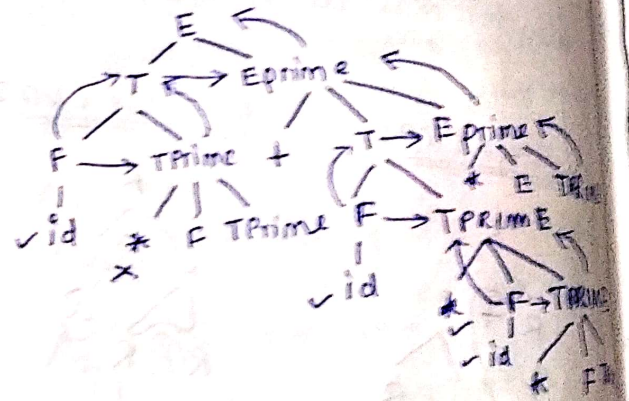 E
T Eprime
F TPrime + T Eprime
* E
✓ id * F TPrime F TPRIME
x ✓ id * F TPRIME
✓ ✓ id
* F